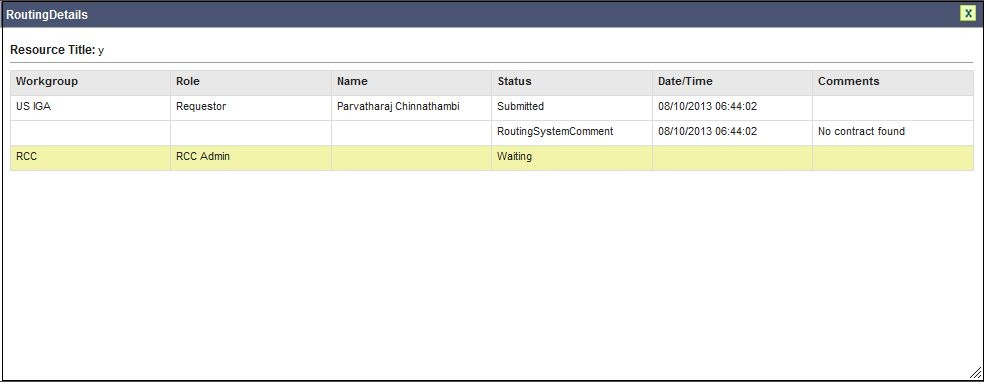 RoutingDetails X
Resource Title: y
Workgroup Role Name Status Date/Time Comments
US IGA Requestor Parvatharaj Chinnathambi Submitted 08/10/2013 06:44:02
RoutingSystemComment 08/10/2013 06:44:02 No contract found
RCC RCC Admin Waiting